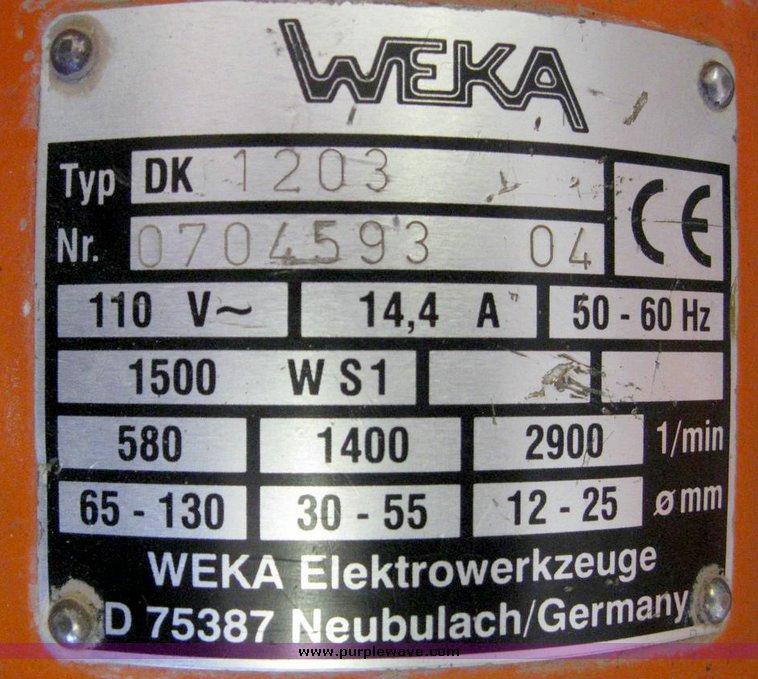 WEKA
Typ DK 1203
Nr. 0704593 04
CE
110 V~ 14,4 A 50 - 60 Hz
1500 W S1
580 1400 2900 1/min
65 - 130 30 - 55 12 - 25 ø mm
WEKA Elektrowerkzeuge
D 75387 Neubulach/Germany
www.purplewave.com